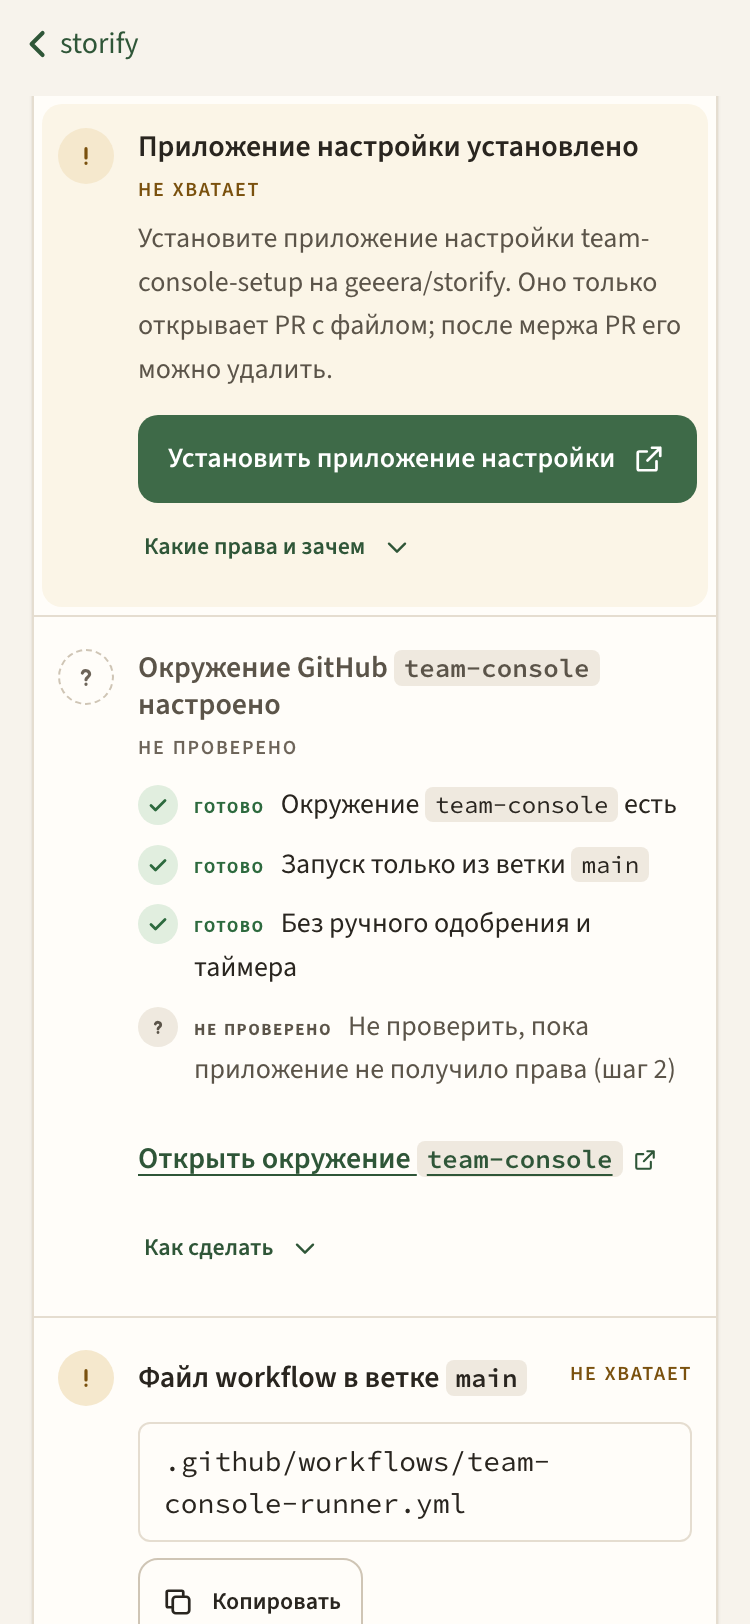 storify
!
Приложение настройки установлено
НЕ ХВАТАЕТ
Установите приложение настройки team-
console-setup на geeera/storify. Оно только
открывает PR с файлом; после мержа PR его
можно удалить.
Установить приложение настройки
Какие права и зачем
?
Окружение GitHub team-console
настроено
НЕ ПРОВЕРЕНО
ГОТОВО Окружение team-console есть
ГОТОВО Запуск только из ветки main
ГОТОВО Без ручного одобрения и
таймера
? НЕ ПРОВЕРЕНО Не проверить, пока
приложение не получило права (шаг 2)
Открыть окружение team-console
Как сделать
! Файл workflow в ветке main НЕ ХВАТАЕТ
.github/workflows/team-
console-runner.yml
Копировать